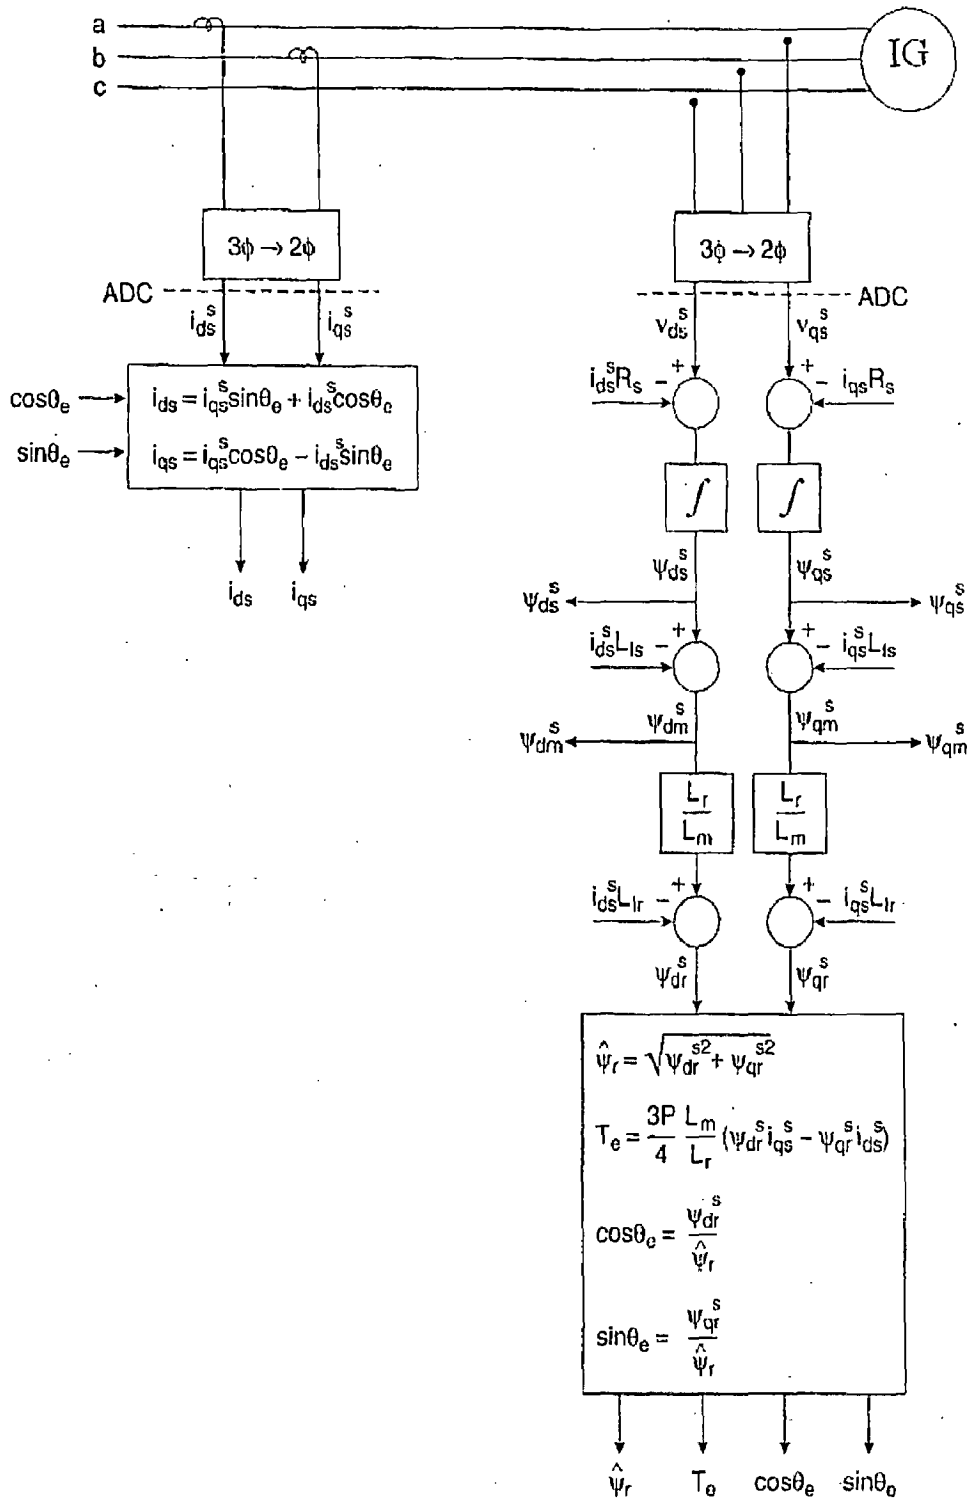 a
b
c
IG
3ϕ → 2ϕ
3ϕ → 2ϕ
ADC
ADC
i_ds^s
i_qs^s
v_ds^s
v_qs^s
cosθ_e
sinθ_e
i_ds = i_qs^s sinθ_e + i_ds^s cosθ_e
i_qs = i_qs^s cosθ_e − i_ds^s sinθ_e
i_ds
i_qs
i_ds^s R_s
−
+
+
−
i_qs^s R_s
∫
∫
ψ_ds^s
ψ_qs^s
ψ_ds^s
ψ_qs^s
i_ds^s L_ls
−
+
+
−
i_qs^s L_ls
ψ_dm^s
ψ_qm^s
ψ_dm^s
ψ_qm^s
L_r/L_m
L_r/L_m
i_ds^s L_lr
−
+
+
−
i_qs^s L_lr
ψ_dr^s
ψ_qr^s
ψ̂_r = √(ψ_dr^s2 + ψ_qr^s2)
T_e = 3P/4 L_m/L_r (ψ_dr^s i_qs^s − ψ_qr^s i_ds^s)
cosθ_e = ψ_dr^s/ψ̂_r
sinθ_e = ψ_qr^s/ψ̂_r
ψ̂_r
T_e
cosθ_e
sinθ_e